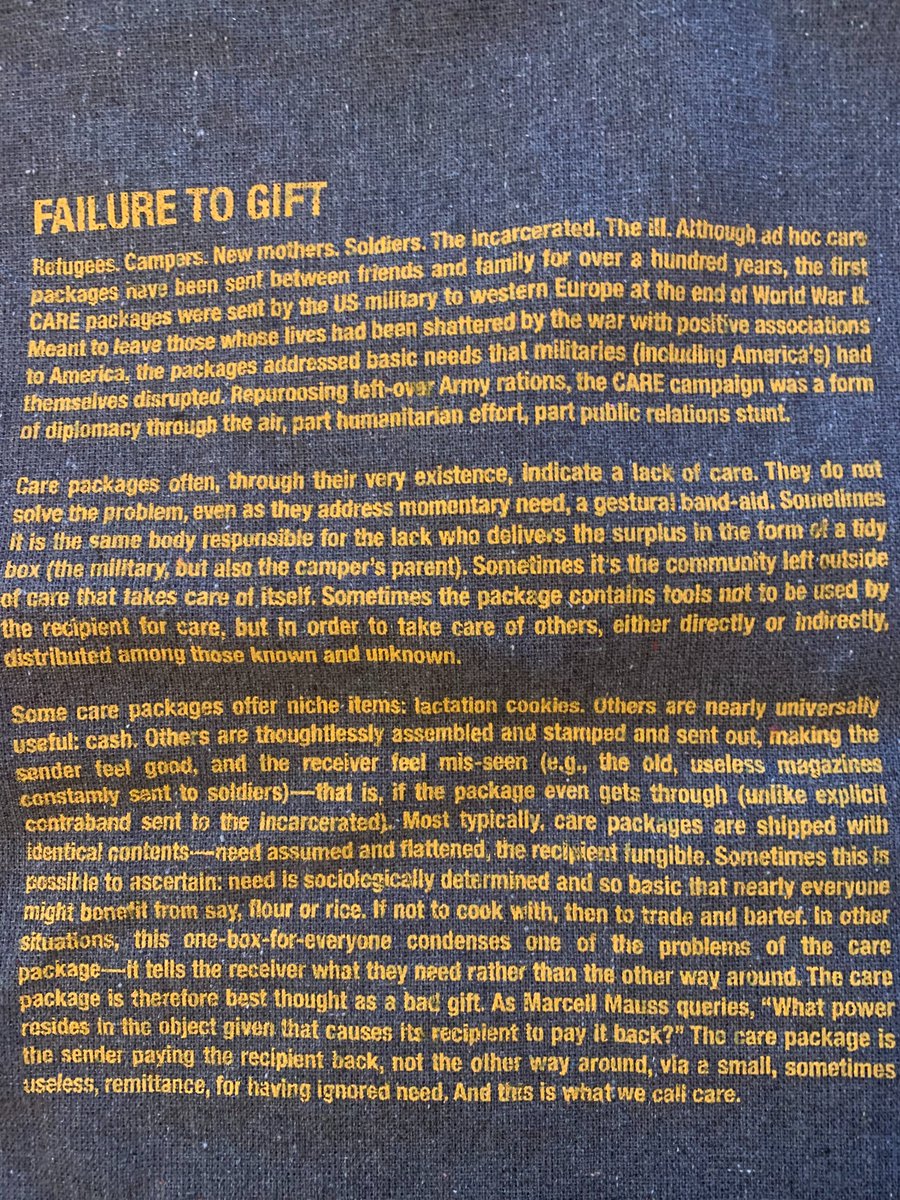 FAILURE TO GIFT
Refugees. Campers. New mothers. Soldiers. The incarcerated. The ill. Although ad hoc care
packages have been sent between friends and family for over a hundred years, the first
CARE packages were sent by the US military to western Europe at the end of World War II.
Meant to leave those whose lives had been shattered by the war with positive associations
to America, the packages addressed basic needs that militaries (including America's) had
themselves disrupted. Repurposing left-over Army rations, the CARE campaign was a form
of diplomacy through the air, part humanitarian effort, part public relations stunt.
Care packages often, through their very existence, indicate a lack of care. They do not
solve the problem, even as they address momentary need, a gestural band-aid. Sometimes
it is the same body responsible for the lack who delivers the surplus in the form of a tidy
box (the military, but also the camper's parent). Sometimes it's the community left outside
of care that takes care of itself. Sometimes the package contains tools not to be used by
the recipient for care, but in order to take care of others, either directly or indirectly,
distributed among those known and unknown.
Some care packages offer niche items: lactation cookies. Others are nearly universally
useful: cash. Others are thoughtlessly assembled and stamped and sent out, making the
sender feel good, and the receiver feel mis-seen (e.g., the old, useless magazines
constantly sent to soldiers)—that is, if the package even gets through (unlike explicit
contraband sent to the incarcerated). Most typically, care packages are shipped with
identical contents—need assumed and flattened, the recipient fungible. Sometimes this is
possible to ascertain: need is sociologically determined and so basic that nearly everyone
might benefit from say, flour or rice. If not to cook with, then to trade and barter. In other
situations, this one-box-for-everyone condenses one of the problems of the care
package—it tells the receiver what they need rather than the other way around. The care
package is therefore best thought as a bad gift. As Marcell Mauss queries, "What power
resides in the object given that causes its recipient to pay it back?" The care package is
the sender paying the recipient back, not the other way around, via a small, sometimes
useless, remittance, for having ignored need. And this is what we call care.